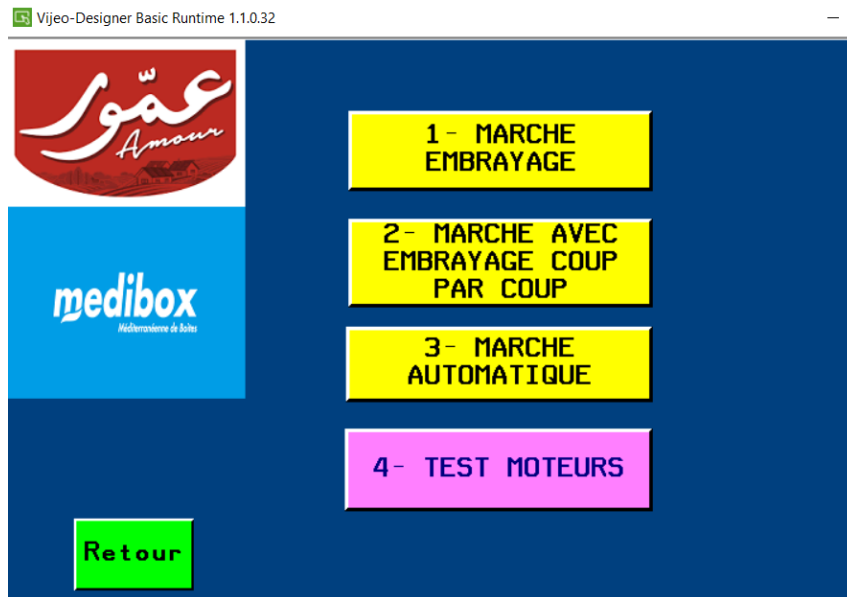 Vijeo-Designer Basic Runtime 1.1.0.32
عمّور
Amour
medibox
Méditerranéenne de Boites
1- MARCHE
EMBRAYAGE
2- MARCHE AVEC
EMBRAYAGE COUP
PAR COUP
3- MARCHE
AUTOMATIQUE
4- TEST MOTEURS
Retour